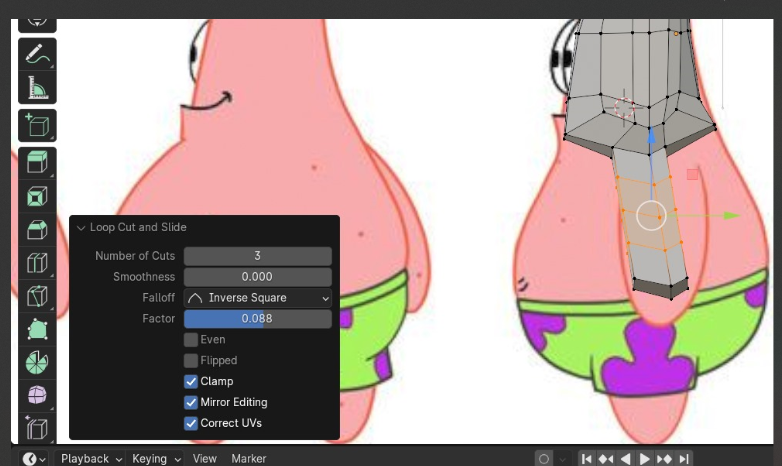 Loop Cut and Slide
Number of Cuts 3
Smoothness 0.000
Falloff Inverse Square
Factor 0.088
Even
Flipped
Clamp
Mirror Editing
Correct UVs
Playback Keying View Marker